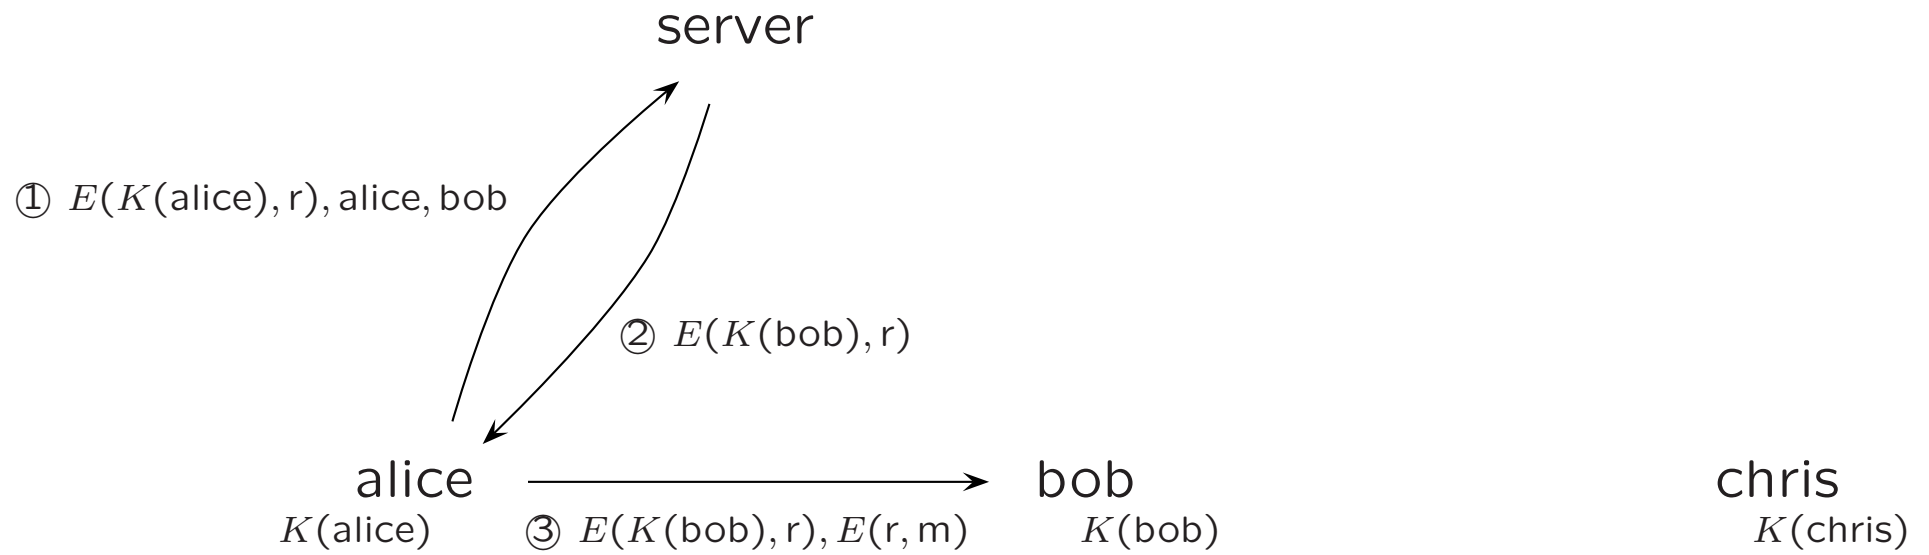 server
① E(K(alice), r), alice, bob
② E(K(bob), r)
alice bob chris
K(alice) ③ E(K(bob), r), E(r, m) K(bob) K(chris)